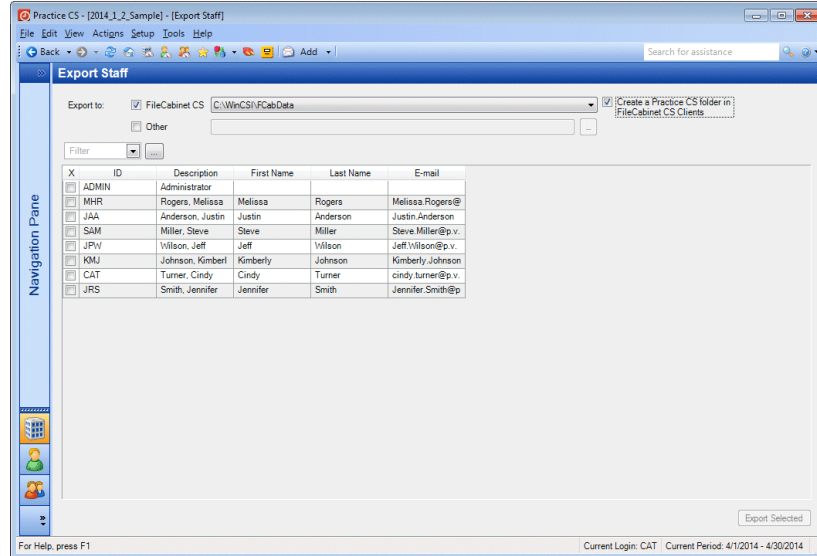 Practice CS - [2014_1_2_Sample] - [Export Staff]
File Edit View Actions Setup Tools Help
Back Add Search for assistance
Export Staff
Export to: FileCabinet CS C:\WinCSI\FCabData Create a Practice CS folder in
FileCabinet CS Clients
Other ...
Filter ...
X ID Description First Name Last Name E-mail
ADMIN Administrator
MHR Rogers, Melissa Melissa Rogers Melissa.Rogers@
JAA Anderson, Justin Justin Anderson Justin.Anderson
SAM Miller, Steve Steve Miller Steve.Miller@p.v.
JPW Wilson, Jeff Jeff Wilson Jeff.Wilson@p.v.
KMJ Johnson, Kimberl Kimberly Johnson Kimberly.Johnson
CAT Turner, Cindy Cindy Turner cindy.turner@p.v.
JRS Smith, Jennifer Jennifer Smith Jennifer.Smith@p
Navigation Pane
Export Selected
For Help, press F1 Current Login: CAT Current Period: 4/1/2014 - 4/30/2014